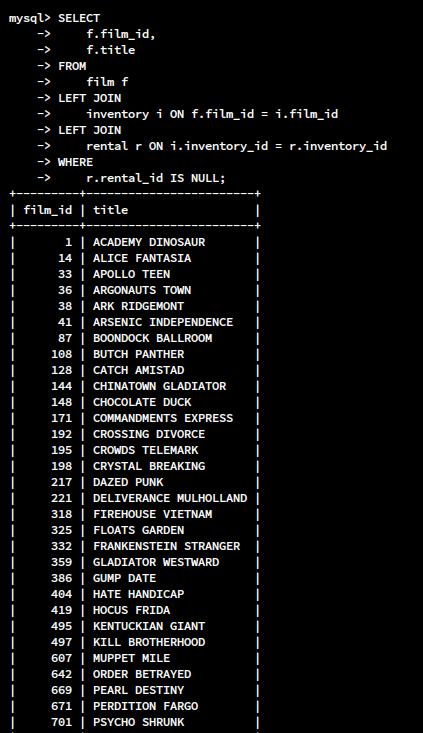 mysql> SELECT
    ->     f.film_id,
    ->     f.title
    -> FROM
    ->     film f
    -> LEFT JOIN
    ->     inventory i ON f.film_id = i.film_id
    -> LEFT JOIN
    ->     rental r ON i.inventory_id = r.inventory_id
    -> WHERE
    ->     r.rental_id IS NULL;
+---------+------------------------+
| film_id | title                  |
+---------+------------------------+
|       1 | ACADEMY DINOSAUR       |
|      14 | ALICE FANTASIA         |
|      33 | APOLLO TEEN            |
|      36 | ARGONAUTS TOWN         |
|      38 | ARK RIDGEMONT          |
|      41 | ARSENIC INDEPENDENCE   |
|      87 | BOONDOCK BALLROOM      |
|     108 | BUTCH PANTHER          |
|     128 | CATCH AMISTAD          |
|     144 | CHINATOWN GLADIATOR    |
|     148 | CHOCOLATE DUCK         |
|     171 | COMMANDMENTS EXPRESS   |
|     192 | CROSSING DIVORCE       |
|     195 | CROWDS TELEMARK        |
|     198 | CRYSTAL BREAKING       |
|     217 | DAZED PUNK             |
|     221 | DELIVERANCE MULHOLLAND |
|     318 | FIREHOUSE VIETNAM      |
|     325 | FLOATS GARDEN          |
|     332 | FRANKENSTEIN STRANGER  |
|     359 | GLADIATOR WESTWARD     |
|     386 | GUMP DATE              |
|     404 | HATE HANDICAP          |
|     419 | HOCUS FRIDA            |
|     495 | KENTUCKIAN GIANT       |
|     497 | KILL BROTHERHOOD       |
|     607 | MUPPET MILE            |
|     642 | ORDER BETRAYED         |
|     669 | PEARL DESTINY          |
|     671 | PERDITION FARGO        |
|     701 | PSYCHO SHRUNK          |